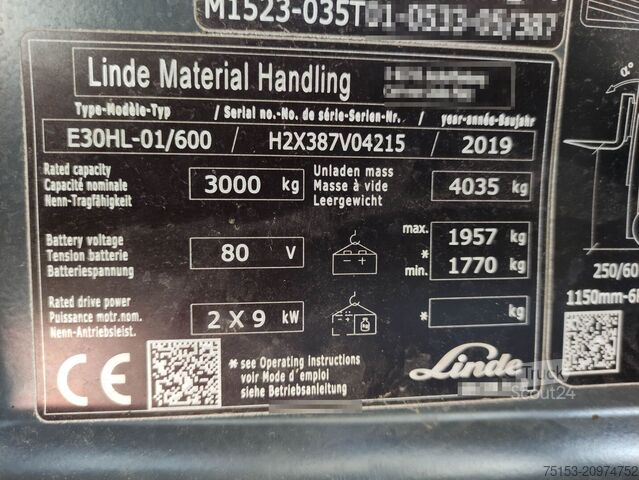 M1523-035T01-0533-05/387
Linde Material Handling
Type-Modèle-Typ / Serial no.-No. de série-Serien-Nr. / year-année-Baujahr
E30HL-01/600 / H2X387V04215 / 2019
Rated capacity
Capacité nominale
Nenn-Tragfähigkeit
3000 kg
Unladen mass
Masse à vide
Leergewicht
4035 kg
Battery voltage
Tension batterie
Batteriespannung
80 V
max. 1957 kg
*
min. 1770 kg
Rated drive power
Puissance motr.nom.
Nenn-Antriebsleist.
2 X 9 kW
* kg
CE
* see Operating Instructions
voir Mode d'emploi
siehe Betriebsanleitung
Linde
α°
250/60
1150mm-6
Truck
Scout24
75153-20974752